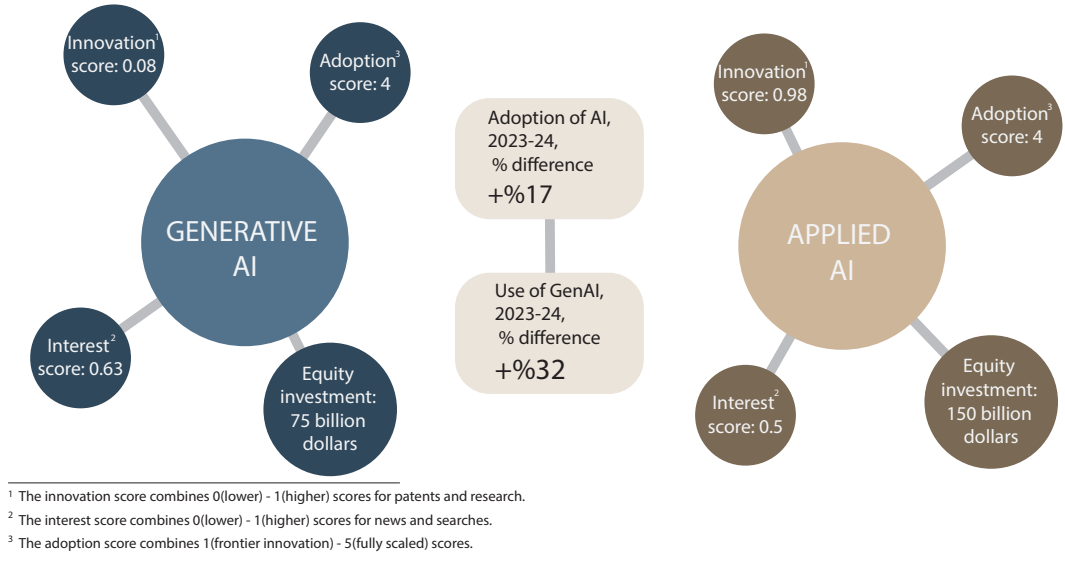 Innovation¹
score: 0.08
Adoption³
score: 4
GENERATIVE
AI
Interest²
score: 0.63
Equity
investment:
75 billion
dollars
Adoption of AI,
2023-24,
% difference
+%17
Use of GenAI,
2023-24,
% difference
+%32
Innovation¹
score: 0.98
Adoption³
score: 4
APPLIED
AI
Interest²
score: 0.5
Equity
investment:
150 billion
dollars
¹ The innovation score combines 0(lower) - 1(higher) scores for patents and research.
² The interest score combines 0(lower) - 1(higher) scores for news and searches.
³ The adoption score combines 1(frontier innovation) - 5(fully scaled) scores.